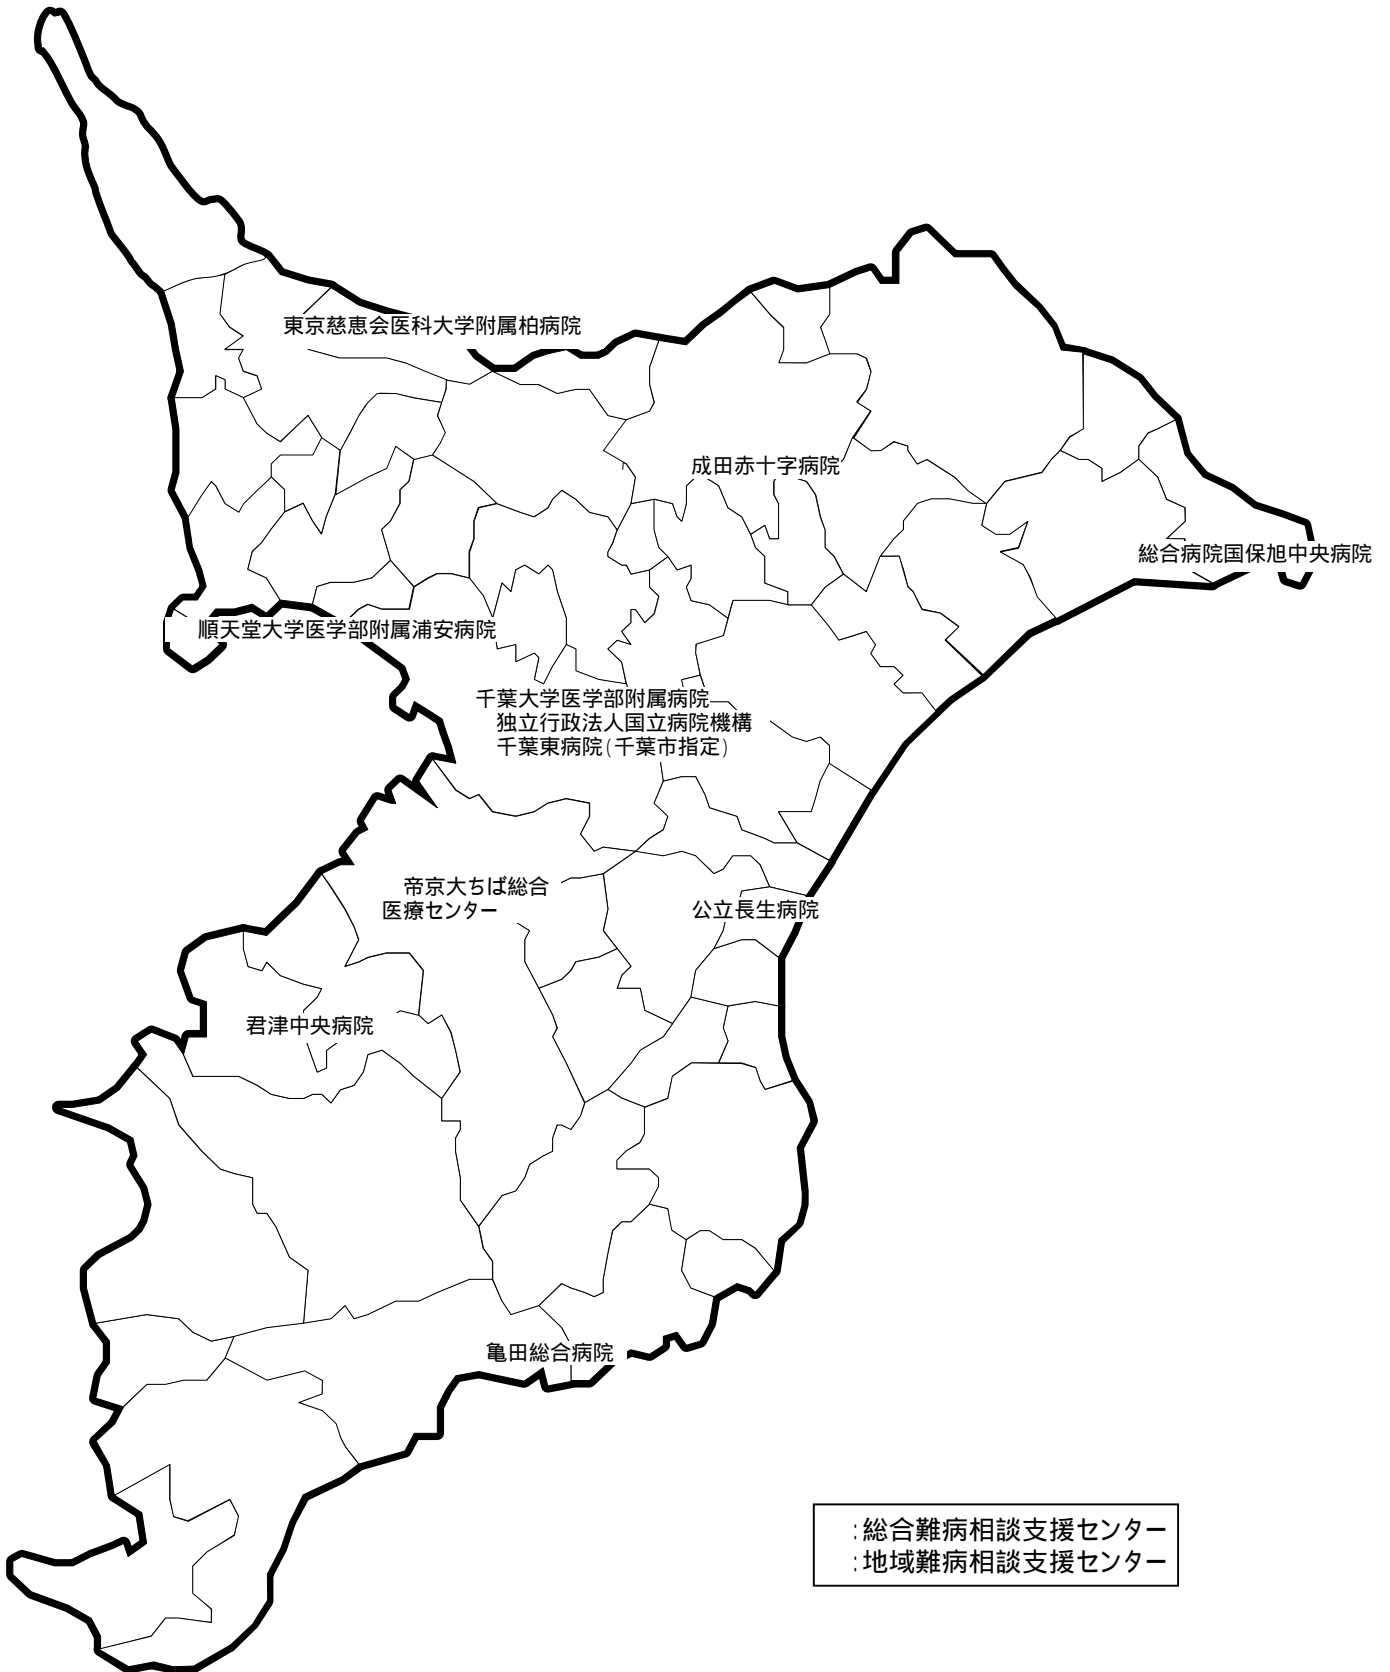 東京慈恵会医科大学附属柏病院
成田赤十字病院
総合病院国保旭中央病院
順天堂大学医学部附属浦安病院
千葉大学医学部附属病院
独立行政法人国立病院機構
千葉東病院(千葉市指定)
帝京大ちば総合
医療センター
公立長生病院
君津中央病院
亀田総合病院
:総合難病相談支援センター
:地域難病相談支援センター